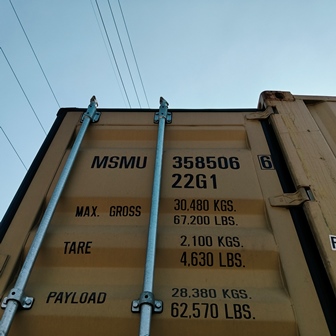 MSMU 358506 6
22G1
MAX. GROSS 30,480 KGS.
67,200 LBS.
TARE 2,100 KGS.
4,630 LBS.
PAYLOAD 28,380 KGS.
62,570 LBS.